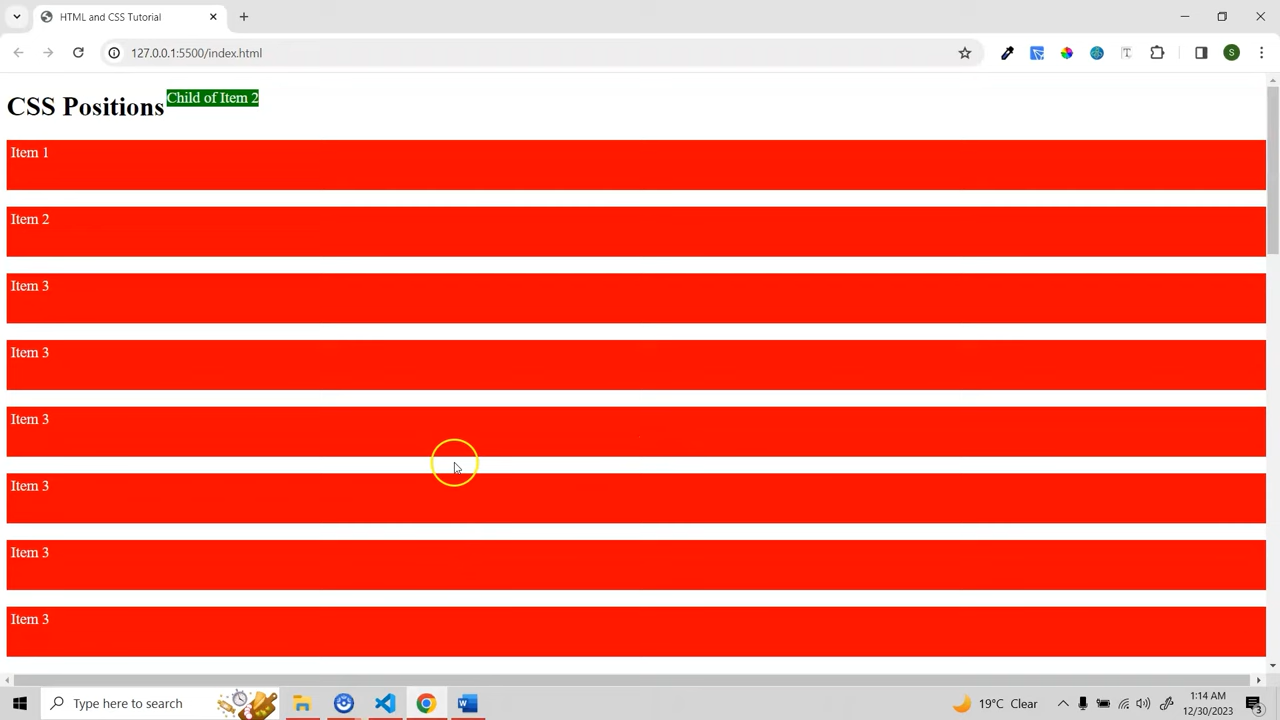 HTML and CSS Tutorial
127.0.0.1:5500/index.html
S
CSS Positions
Child of Item 2
Item 1
Item 2
Item 3
Item 3
Item 3
Item 3
Item 3
Item 3
Type here to search
19°C Clear
1:14 AM
12/30/2023
3